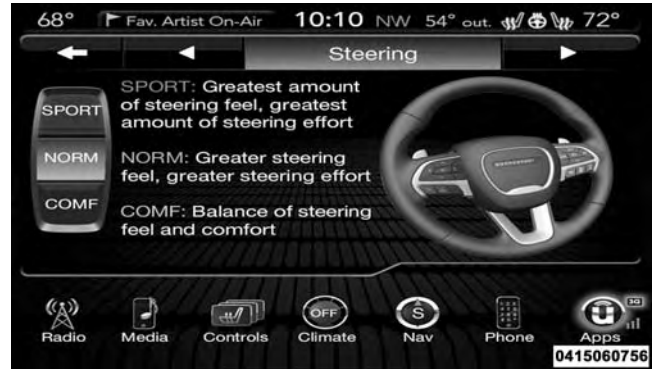 68° Fav. Artist On-Air 10:10 NW 54° out. 72°
Steering
SPORT
NORM
COMF
SPORT: Greatest amount
of steering feel, greatest
amount of steering effort
NORM: Greater steering
feel, greater steering effort
COMF: Balance of steering
feel and comfort
Radio Media Controls OFF Climate S Nav Phone 3G Apps
0415060756